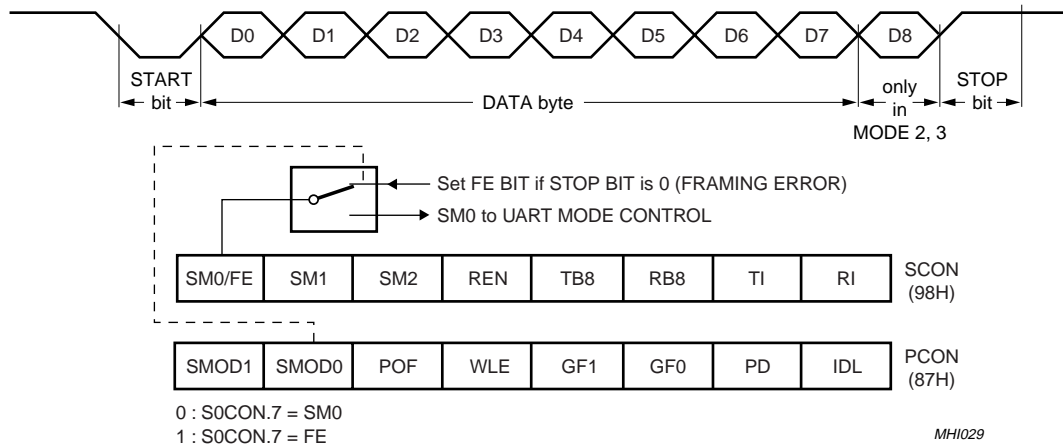 D0 D1 D2 D3 D4 D5 D6 D7 D8
START
bit
DATA byte
only
in
MODE 2, 3
STOP
bit
Set FE BIT if STOP BIT is 0 (FRAMING ERROR)
SM0 to UART MODE CONTROL
SM0/FE SM1 SM2 REN TB8 RB8 TI RI
SCON
(98H)
SMOD1 SMOD0 POF WLE GF1 GF0 PD IDL
PCON
(87H)
0 : S0CON.7 = SM0
1 : S0CON.7 = FE
MHI029